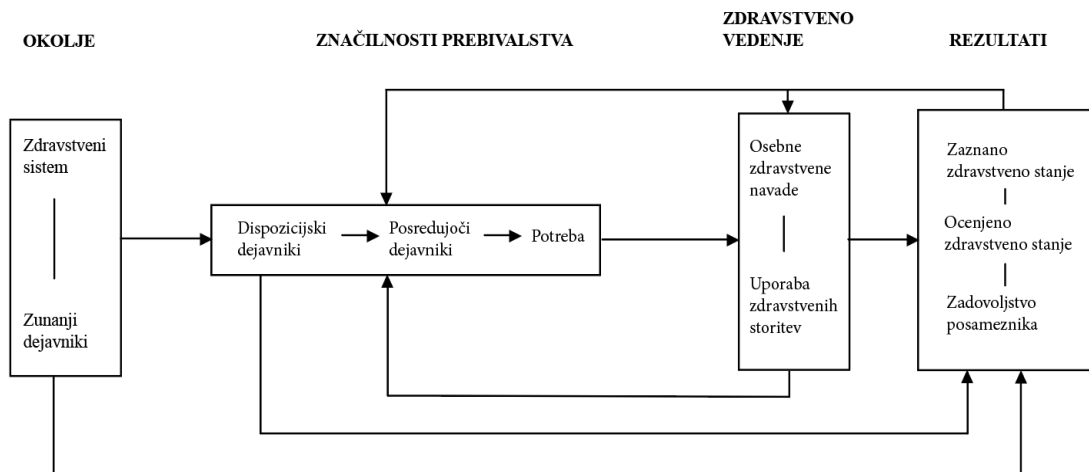 OKOLJE
ZNAČILNOSTI PREBIVALSTVA
ZDRAVSTVENO
VEDENJE
REZULTATI
Zdravstveni
sistem
Zunanji
dejavniki
Dispozicijski
dejavniki
Posredujoči
dejavniki
Potreba
Osebne
zdravstvene
navade
Uporaba
zdravstvenih
storitev
Zaznano
zdravstveno stanje
Ocenjeno
zdravstveno stanje
Zadovoljstvo
posameznika